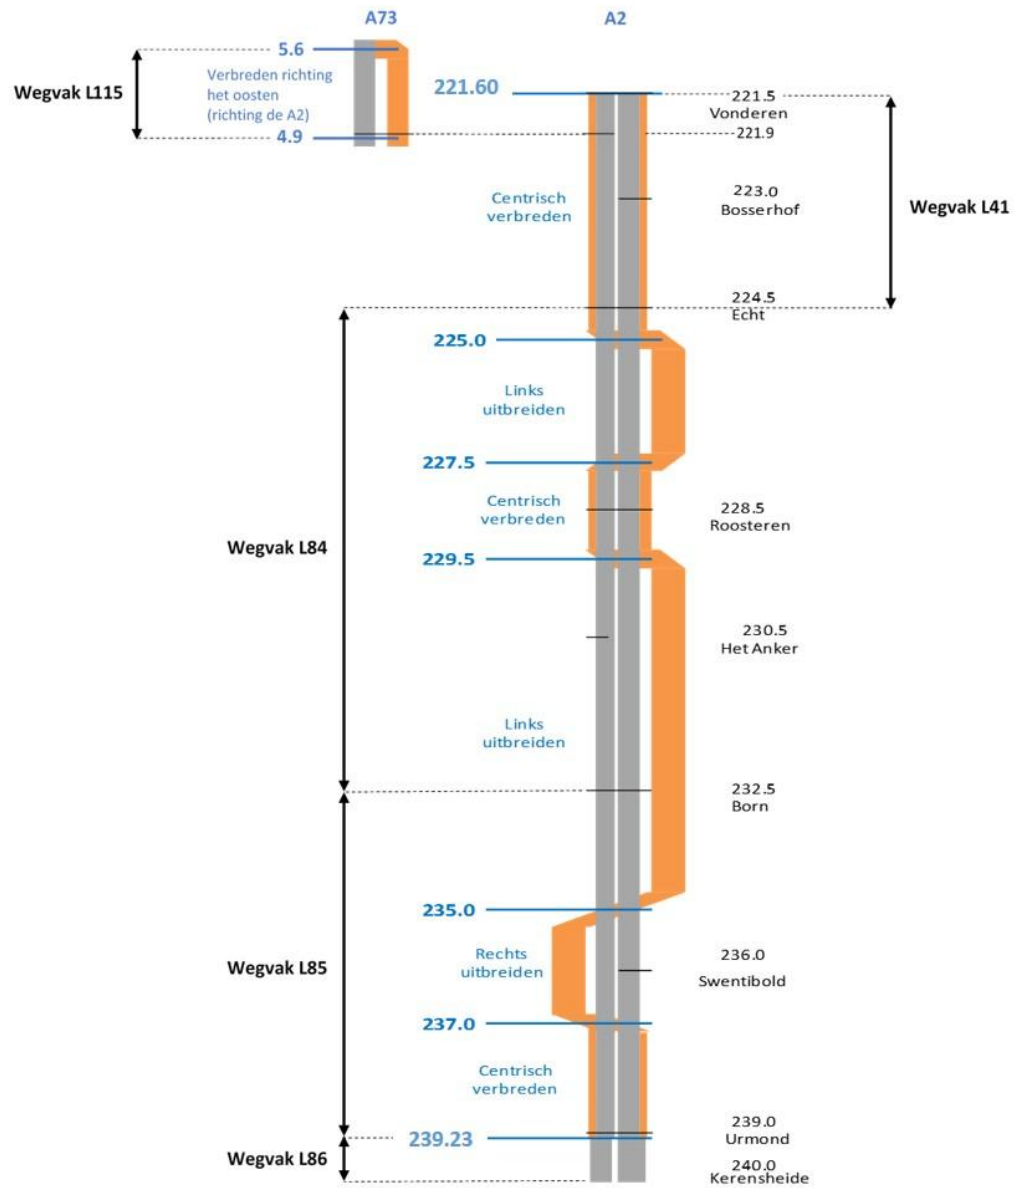 A73
A2
5.6
Verbreden richting
het oosten
(richting de A2)
4.9
Wegvak L115
221.60
221.5
Vonderen
221.9
Centrisch
verbreden
223.0
Bosserhof
Wegvak L41
224.5
Echt
225.0
Links
uitbreiden
227.5
Centrisch
verbreden
228.5
Roosteren
Wegvak L84
229.5
230.5
Het Anker
Links
uitbreiden
232.5
Born
235.0
Rechts
uitbreiden
236.0
Swentibold
Wegvak L85
237.0
Centrisch
verbreden
239.0
Urmond
239.23
Wegvak L86
240.0
Kerensheide